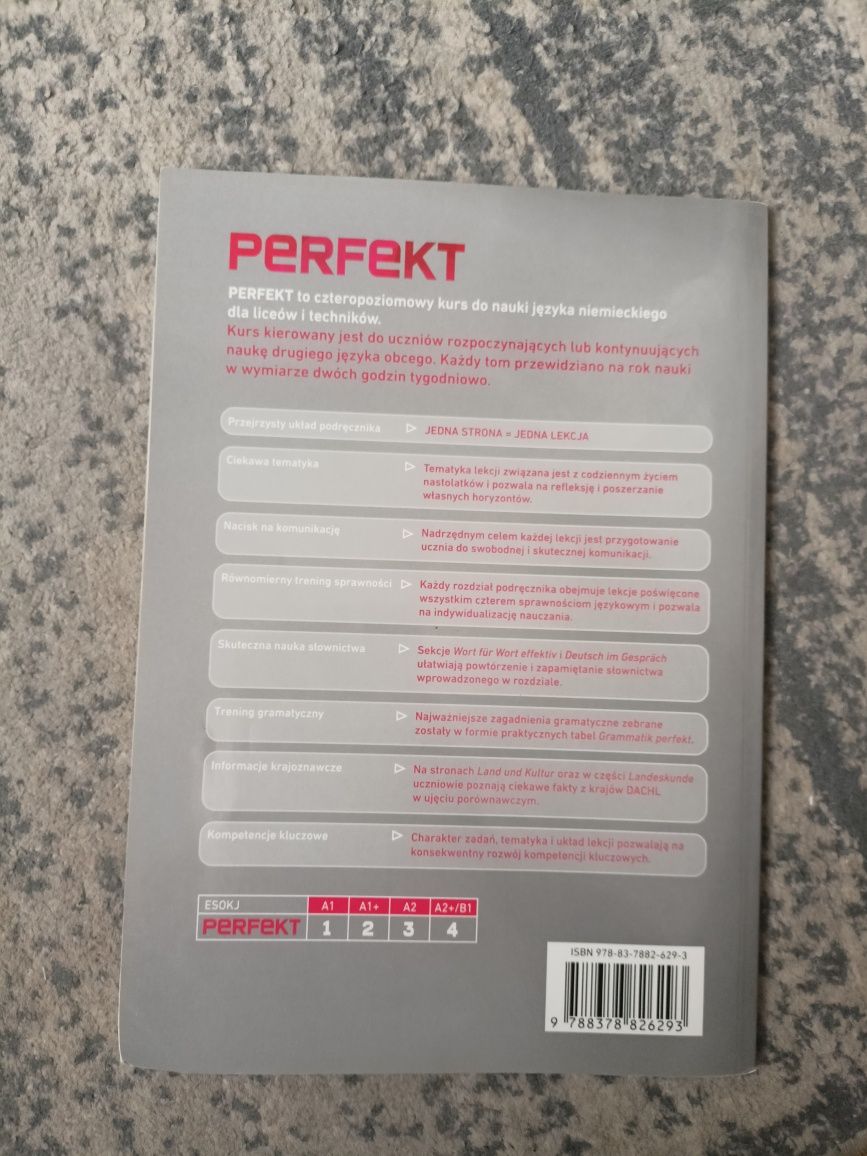 PERFEKT
PERFEKT to czteropoziomowy kurs do nauki języka niemieckiego
dla liceów i techników.
Kurs kierowany jest do uczniów rozpoczynających lub kontynuujących
naukę drugiego języka obcego. Każdy tom przewidziano na rok nauki
w wymiarze dwóch godzin tygodniowo.
Przejrzysty układ podręcznika
JEDNA STRONA = JEDNA LEKCJA
Ciekawa tematyka
Tematyka lekcji związana jest z codziennym życiem
nastolatków i pozwala na refleksję i poszerzanie
własnych horyzontów.
Nacisk na komunikację
Nadrzędnym celem każdej lekcji jest przygotowanie
ucznia do swobodnej i skutecznej komunikacji.
Równomierny trening sprawności
Każdy rozdział podręcznika obejmuje lekcje poświęcone
wszystkim czterem sprawnościom językowym i pozwala
na indywidualizację nauczania.
Skuteczna nauka słownictwa
Sekcje Wort für Wort effektiv i Deutsch im Gespräch
ułatwiają powtórzenie i zapamiętanie słownictwa
wprowadzonego w rozdziale.
Trening gramatyczny
Najważniejsze zagadnienia gramatyczne zebrane
zostały w formie praktycznych tabel Grammatik perfekt.
Informacje krajoznawcze
Na stronach Land und Kultur oraz w części Landeskunde
uczniowie poznają ciekawe fakty z krajów DACHL
w ujęciu porównawczym.
Kompetencje kluczowe
Charakter zadań, tematyka i układ lekcji pozwalają na
konsekwentny rozwój kompetencji kluczowych.
ESOKJ A1 A1+ A2 A2+/B1
PERFEKT 1 2 3 4
ISBN 978-83-7882-629-3
9 788378 826293